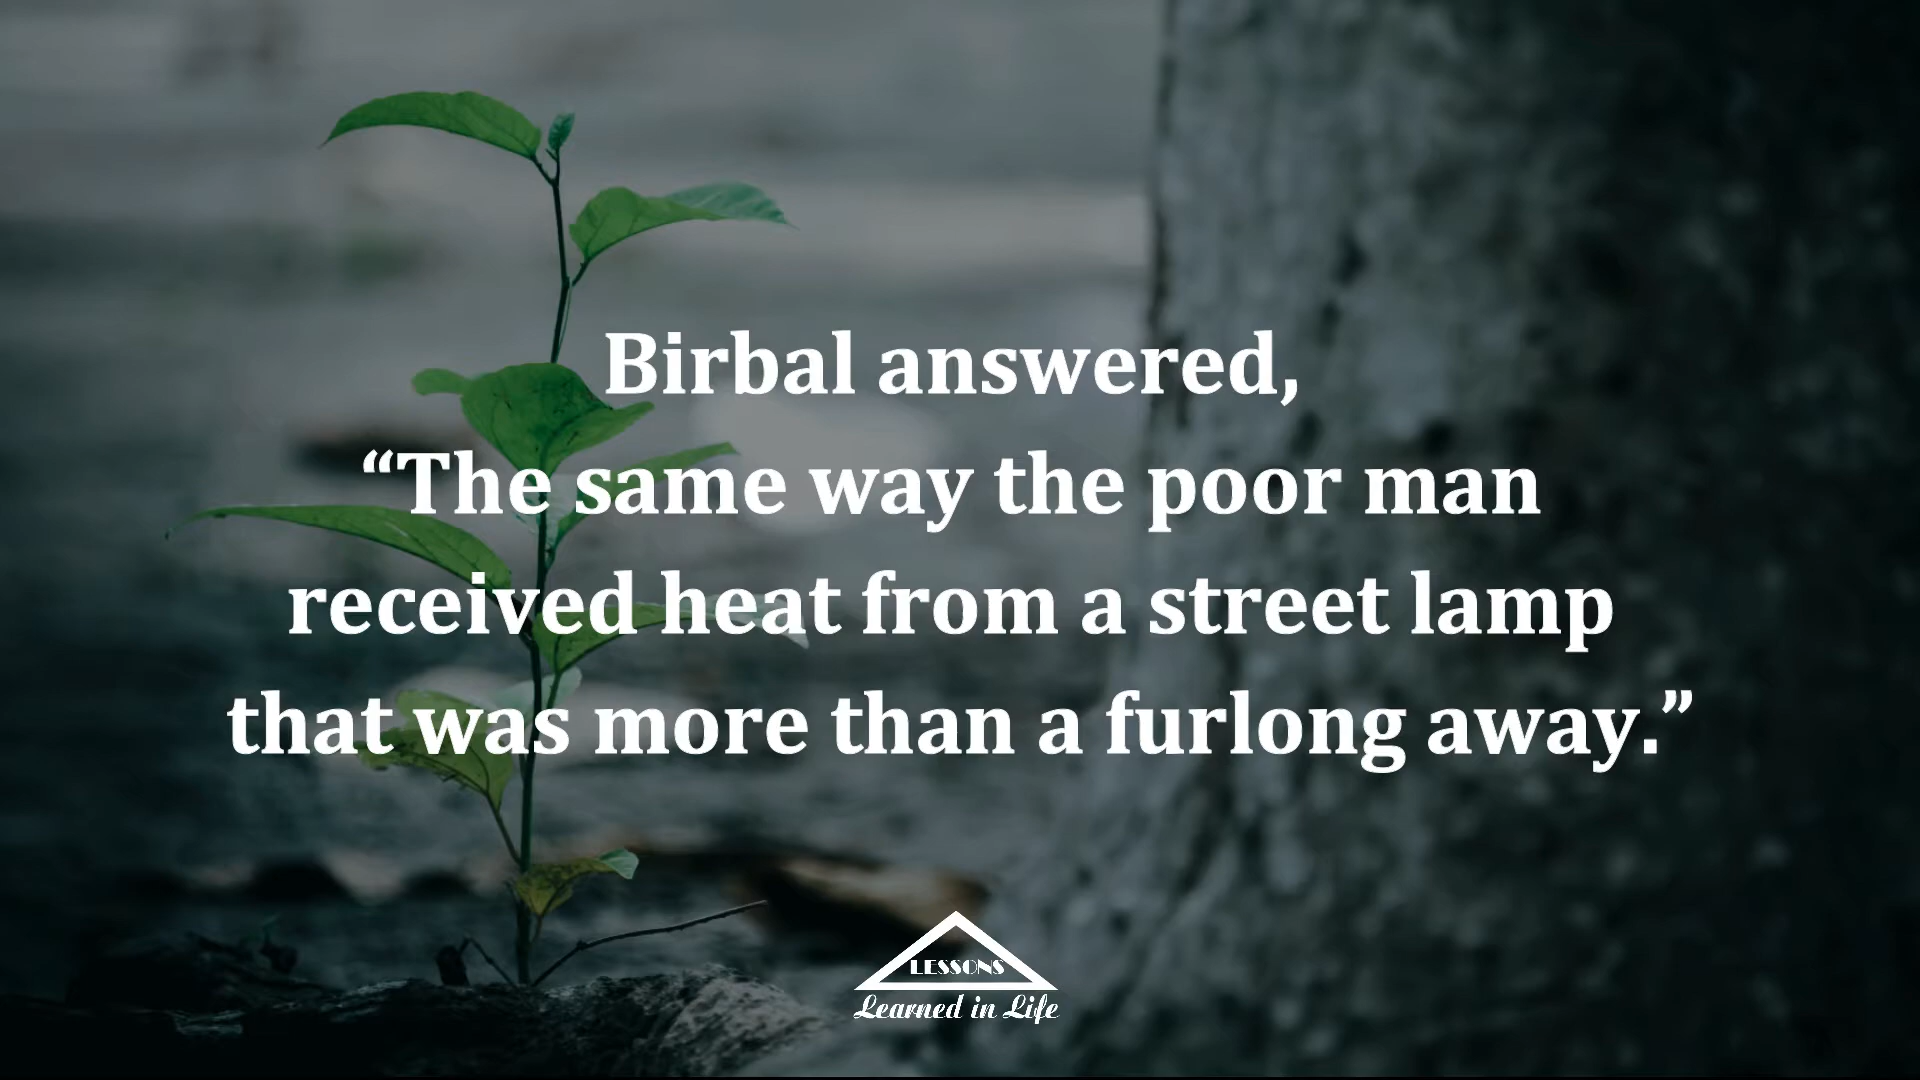 Birbal answered,
“The same way the poor man
received heat from a street lamp
that was more than a furlong away.”
LESSONS
Learned in Life